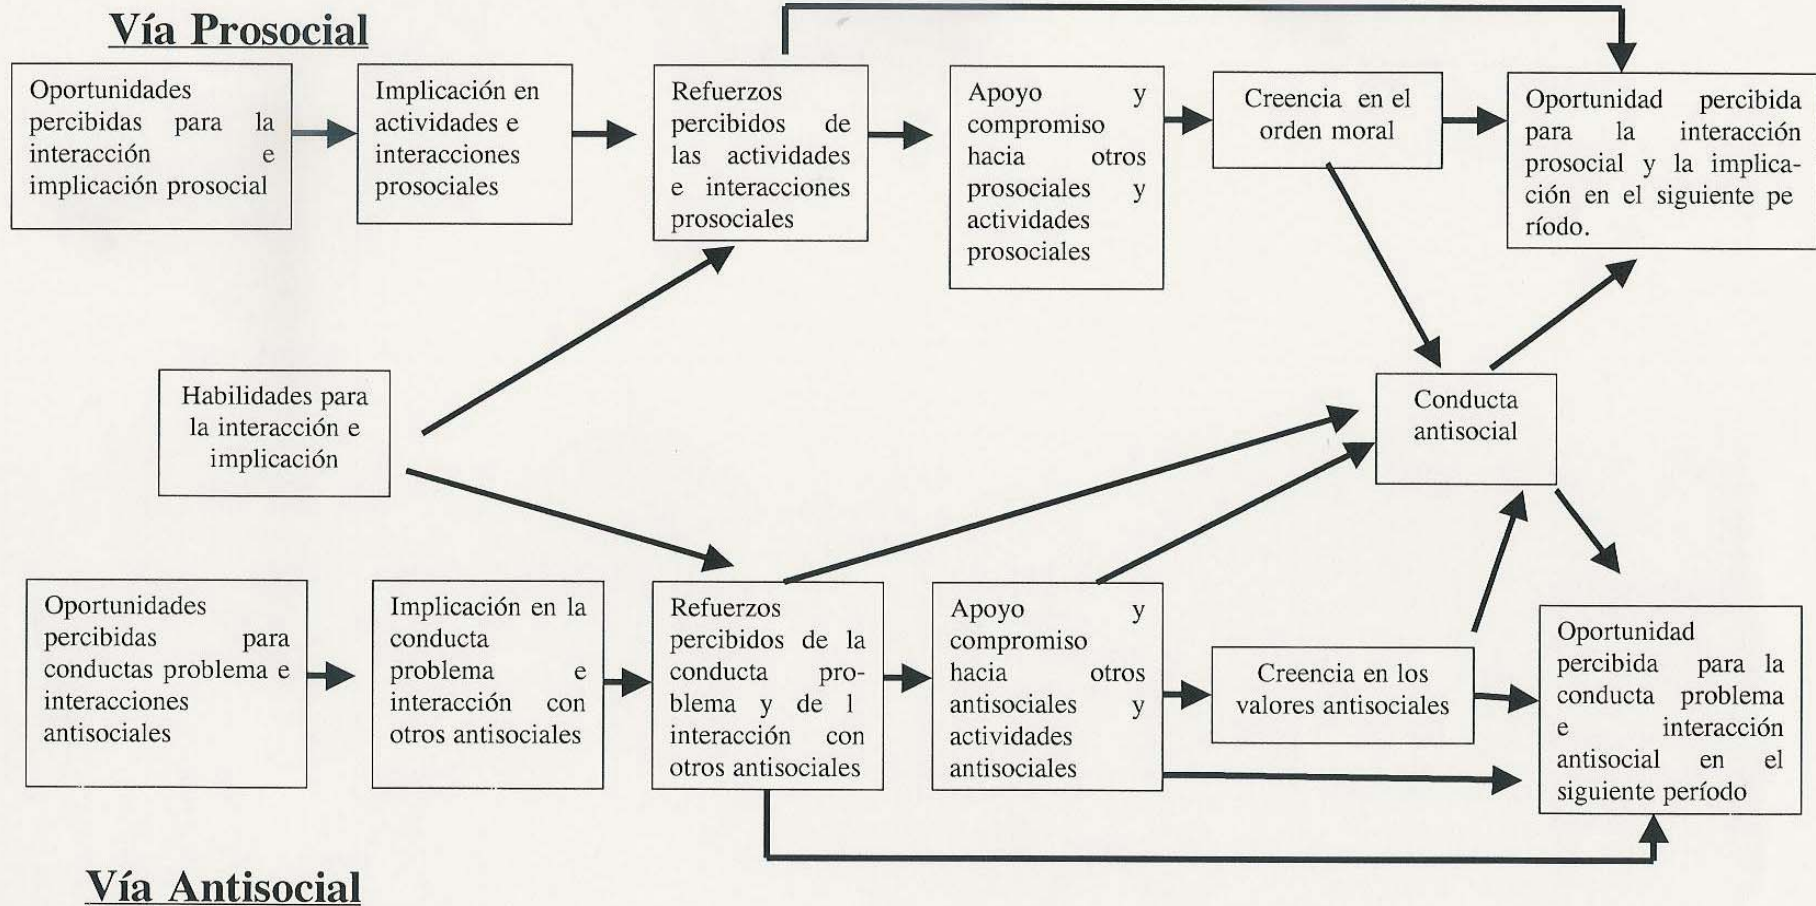 Vía Prosocial
Oportunidades
percibidas para la
interacción e
implicación prosocial
Implicación en
actividades e
interacciones
prosociales
Refuerzos
percibidos de
las actividades
e interacciones
prosociales
Apoyo y
compromiso
hacia otros
prosociales y
actividades
prosociales
Creencia en el
orden moral
Oportunidad percibida
para la interacción
prosocial y la implica-
ción en el siguiente pe
ríodo.
Habilidades para
la interacción e
implicación
Conducta
antisocial
Oportunidades
percibidas para
conductas problema e
interacciones
antisociales
Implicación en la
conducta
problema e
interacción con
otros antisociales
Refuerzos
percibidos de la
conducta pro-
blema y de l
interacción con
otros antisociales
Apoyo y
compromiso
hacia otros
antisociales y
actividades
antisociales
Creencia en los
valores antisociales
Oportunidad
percibida para la
conducta problema
e interacción
antisocial en el
siguiente período
Vía Antisocial